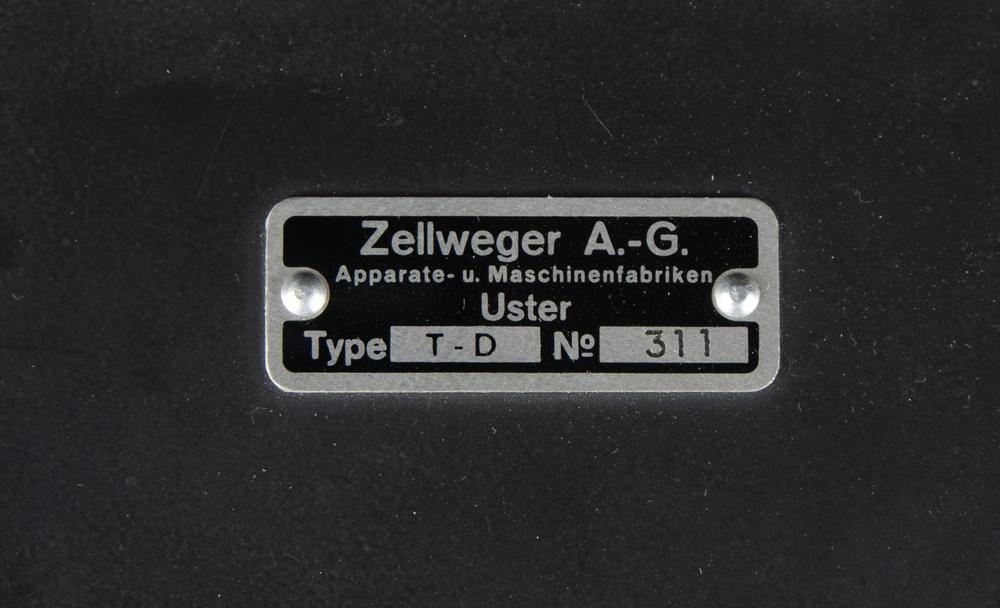 Zellweger A.-G.
Apparate- u. Maschinenfabriken
Uster
Type T - D Nº 311